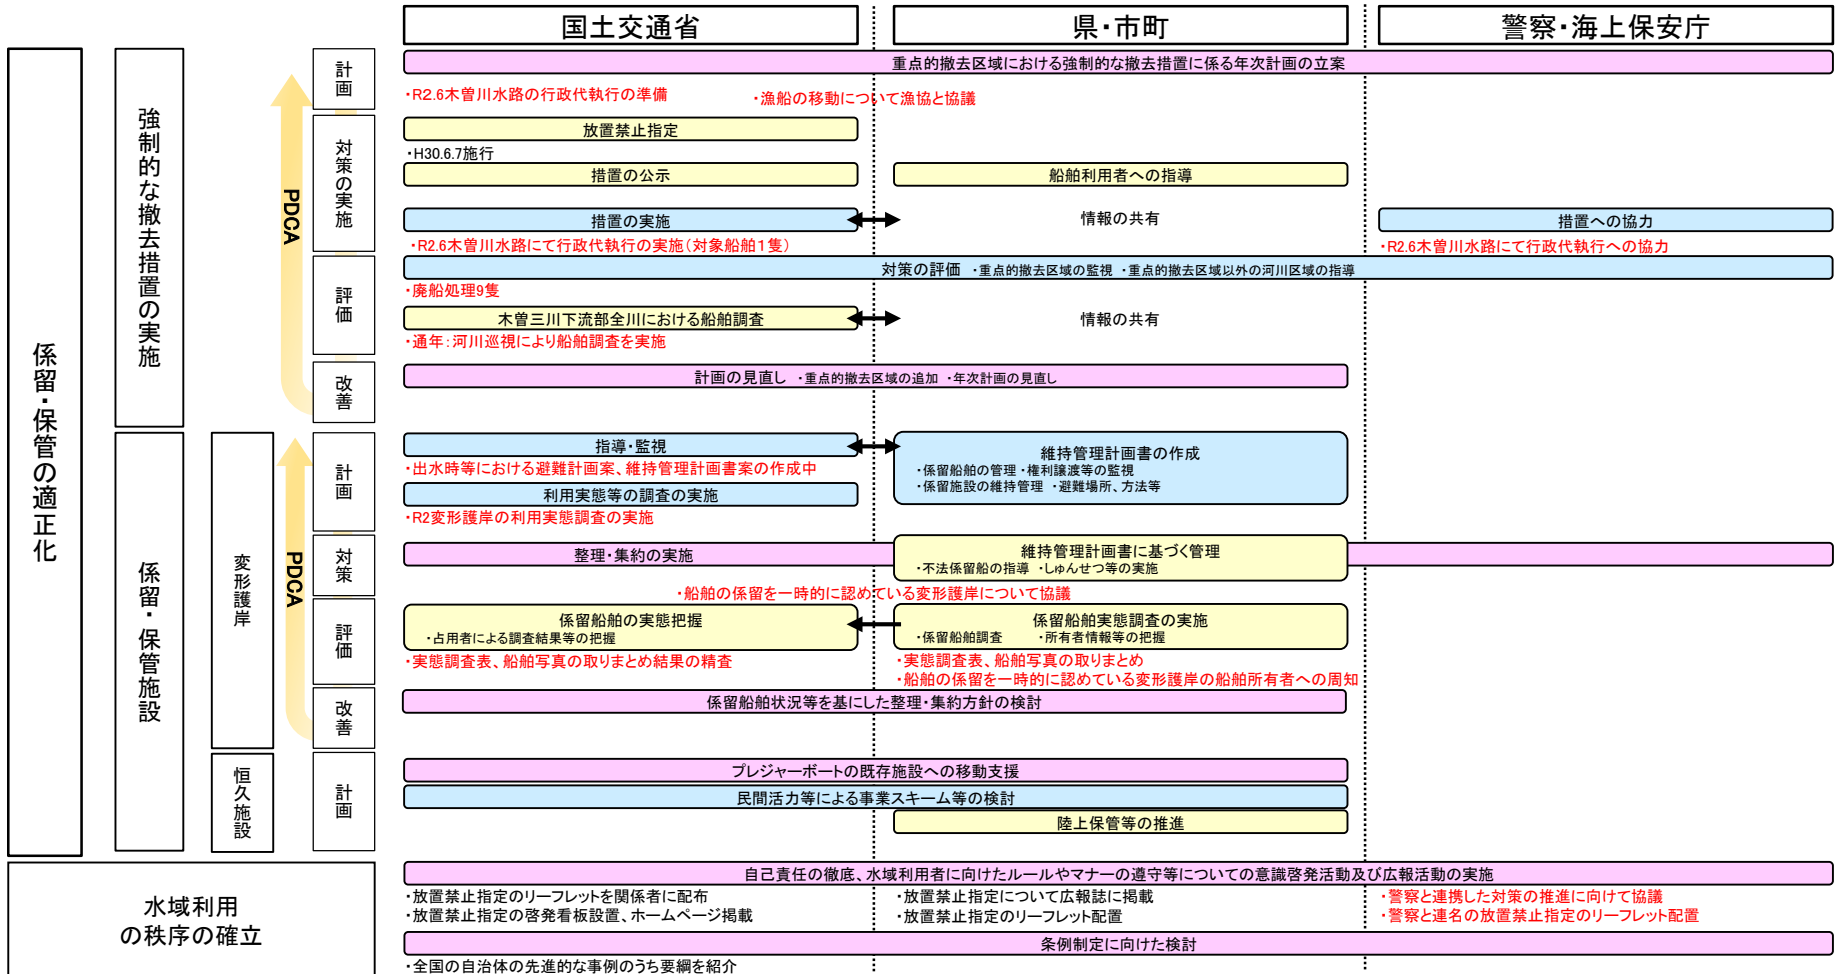 国土交通省
県・市町
警察・海上保安庁
係留・保管の適正化
強制的な撤去措置の実施
PDCA
計画
重点的撤去区域における強制的な撤去措置に係る年次計画の立案
・R2.6木曽川水路の行政代執行の準備
・漁船の移動について漁協と協議
対策の実施
放置禁止指定
・H30.6.7施行
措置の公示
船舶利用者への指導
措置の実施
情報の共有
措置への協力
・R2.6木曽川水路にて行政代執行の実施（対象船舶１隻）
・R2.6木曽川水路にて行政代執行への協力
評価
対策の評価 ・重点的撤去区域の監視 ・重点的撤去区域以外の河川区域の指導
・廃船処理9隻
木曽三川下流部全川における船舶調査
情報の共有
・通年：河川巡視により船舶調査を実施
改善
計画の見直し ・重点的撤去区域の追加 ・年次計画の見直し
係留・保管施設
変形護岸
PDCA
計画
指導・監視
・出水時等における避難計画案、維持管理計画書案の作成中
利用実態等の調査の実施
・R2変形護岸の利用実態調査の実施
維持管理計画書の作成
・係留船舶の管理 ・権利譲渡等の監視
・係留施設の維持管理 ・避難場所、方法等
対策
整理・集約の実施
維持管理計画書に基づく管理
・不法係留船の指導 ・しゅんせつ等の実施
・船舶の係留を一時的に認めている変形護岸について協議
評価
係留船舶の実態把握
・占用者による調査結果等の把握
係留船舶実態調査の実施
・係留船舶調査 ・所有者情報等の把握
・実態調査表、船舶写真の取りまとめ結果の精査
・実態調査表、船舶写真の取りまとめ
・船舶の係留を一時的に認めている変形護岸の船舶所有者への周知
改善
係留船舶状況等を基にした整理・集約方針の検討
恒久施設
計画
プレジャーボートの既存施設への移動支援
民間活力等による事業スキーム等の検討
陸上保管等の推進
水域利用
の秩序の確立
自己責任の徹底、水域利用者に向けたルールやマナーの遵守等についての意識啓発活動及び広報活動の実施
・放置禁止指定のリーフレットを関係者に配布
・放置禁止指定の啓発看板設置、ホームページ掲載
・放置禁止指定について広報誌に掲載
・放置禁止指定のリーフレット配置
・警察と連携した対策の推進に向けて協議
・警察と連名の放置禁止指定のリーフレット配置
条例制定に向けた検討
・全国の自治体の先進的な事例のうち要綱を紹介